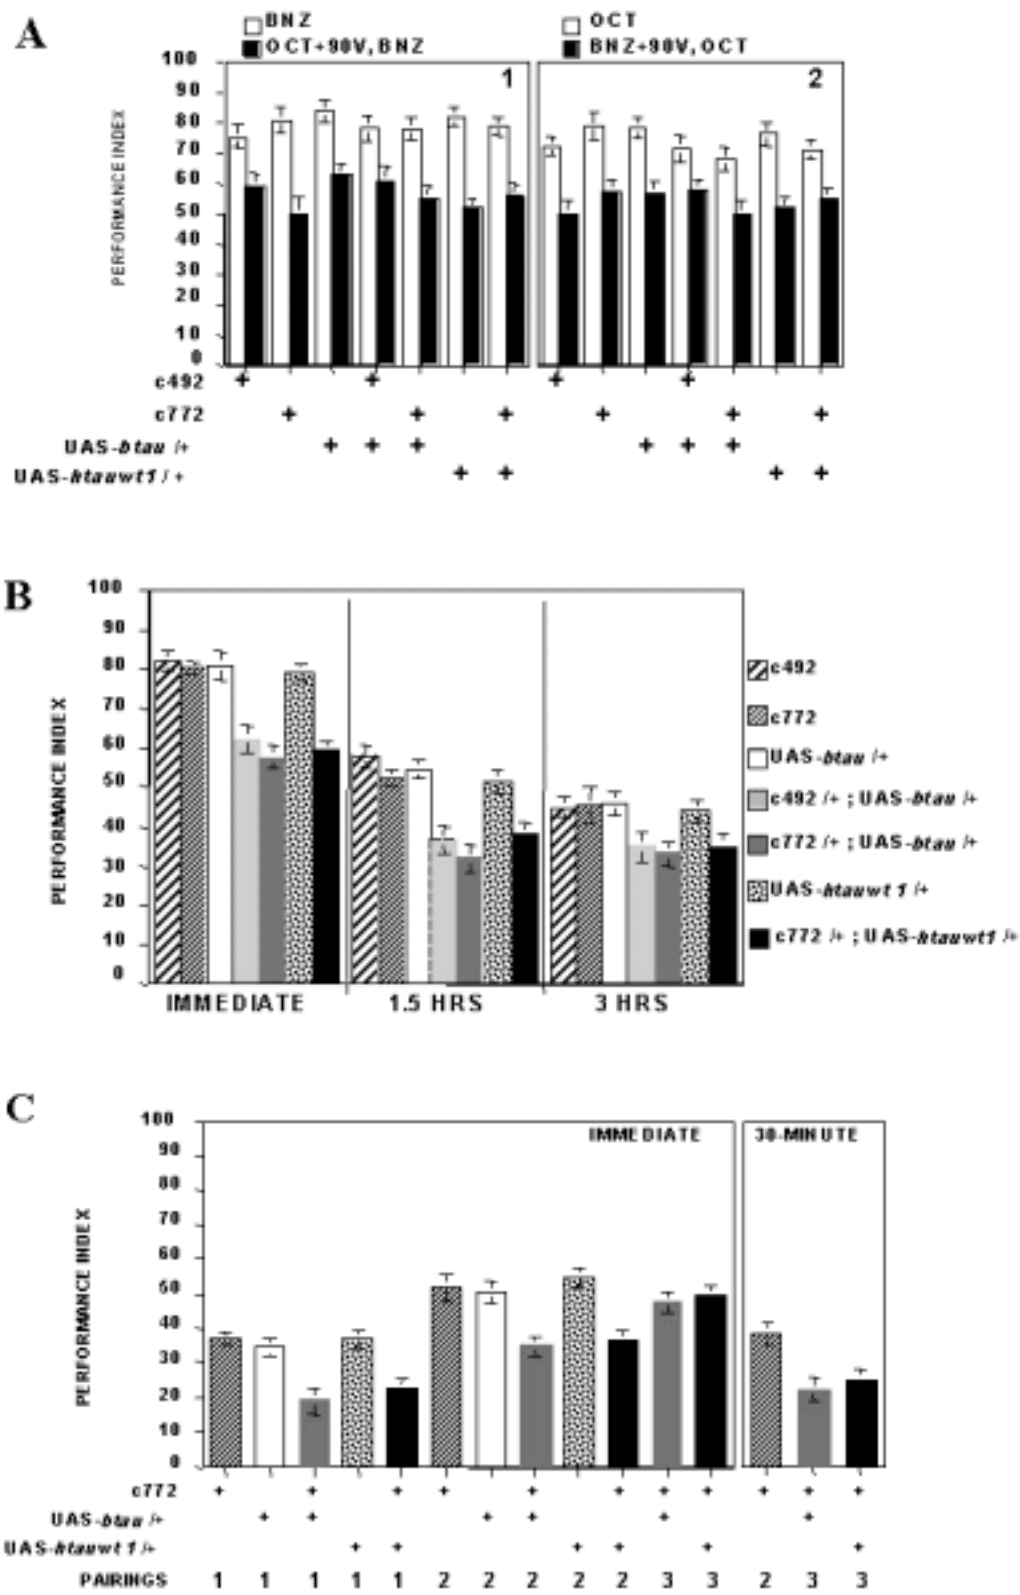 A
BNZ
OCT+90V, BNZ
OCT
BNZ+90V, OCT
1
2
PERFORMANCE INDEX
100
90
80
70
60
50
40
30
20
10
0
c492 + + + +
c772 + + + + + +
UAS-btau /+ + + + + + +
UAS-htauwt1 / + + + + +
B
PERFORMANCE INDEX
100
90
80
70
60
50
40
30
20
10
0
IMMEDIATE 1.5 HRS 3 HRS
c492
c772
UAS-btau /+
c492 /+ ; UAS-btau /+
c772 /+ ; UAS-btau /+
UAS-htauwt 1 /+
c772 /+ ; UAS-htauwt1 /+
C
PERFORMANCE INDEX
100
90
80
70
60
50
40
30
20
10
0
IMMEDIATE
30-MINUTE
c772 + + + + + + + + + + +
UAS-btau /+ + + + + + +
UAS-htauwt 1 /+ + + + + + +
PAIRINGS 1 1 1 1 1 2 2 2 2 2 3 3 2 3 3